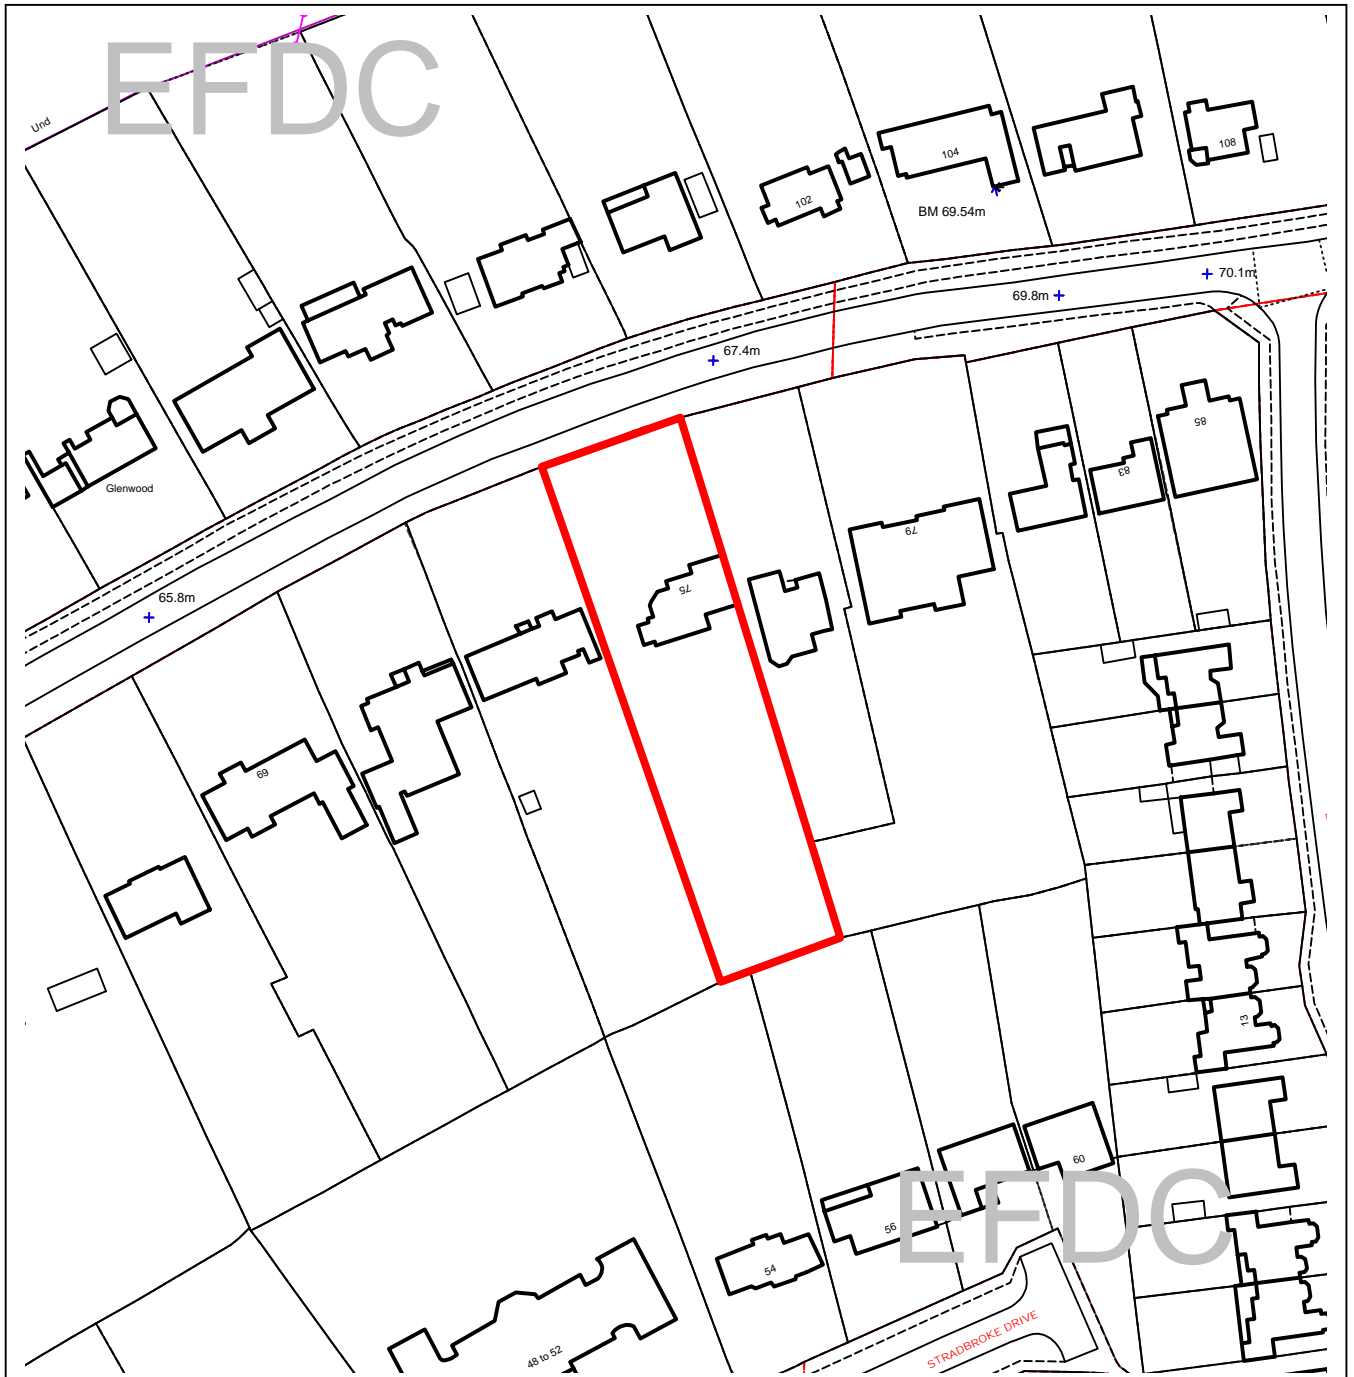 EFDC
Und
104
108
102
BM 69.54m
70.1m
69.8m
67.4m
85
83
Glenwood
79
65.8m
75
69
13
60
EFDC
56
54
STRADBROKE DRIVE
48 to 52